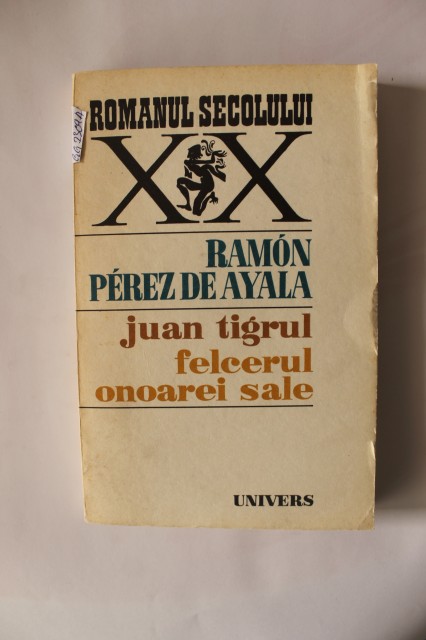 ROMANUL SECOLULUI
XX
RAMÓN
PÉREZ DE AYALA
juan tigrul
felcerul
onoarei sale
UNIVERS